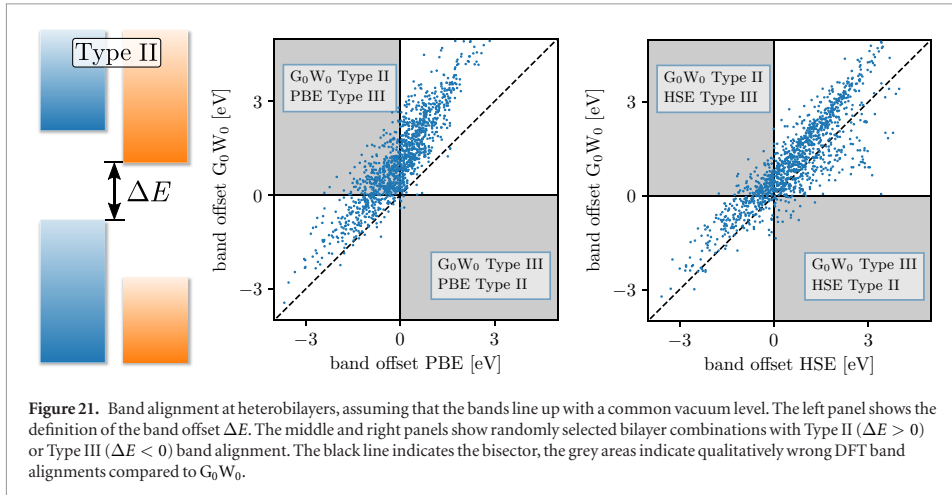 Type II
ΔE
band offset G₀W₀ [eV]
3
0
−3
G₀W₀ Type II
PBE Type III
G₀W₀ Type III
PBE Type II
−3
0
3
band offset PBE [eV]
band offset G₀W₀ [eV]
3
0
−3
G₀W₀ Type II
HSE Type III
G₀W₀ Type III
HSE Type II
−3
0
3
band offset HSE [eV]
Figure 21. Band alignment at heterobilayers, assuming that the bands line up with a common vacuum level. The left panel shows the
definition of the band offset ΔE. The middle and right panels show randomly selected bilayer combinations with Type II (ΔE > 0)
or Type III (ΔE < 0) band alignment. The black line indicates the bisector, the grey areas indicate qualitatively wrong DFT band
alignments compared to G₀W₀.